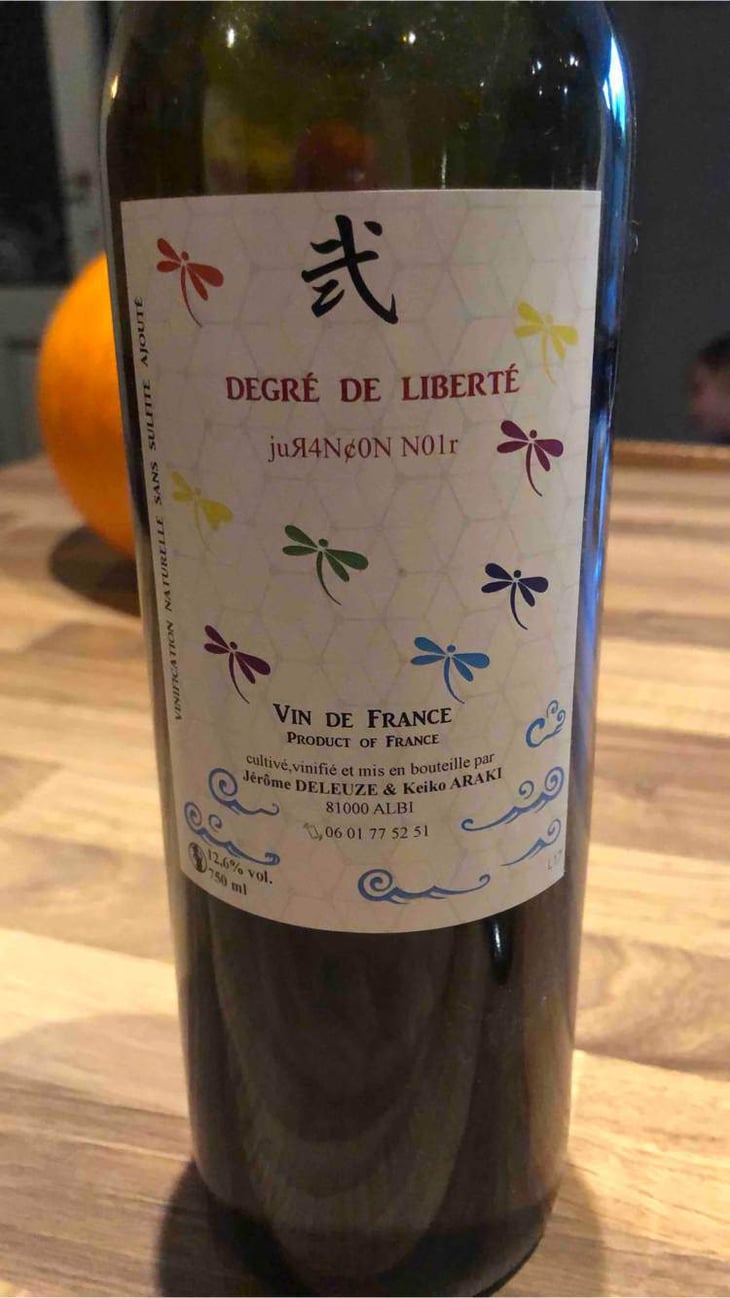 弐
DEGRÉ DE LIBERTÉ
juЯ4N¢0N N01r
VINIFICATION NATURELLE SANS SULFITE AJOUTÉ
VIN DE FRANCE
PRODUCT OF FRANCE
cultivé,vinifié et mis en bouteille par
Jérôme DELEUZE & Keiko ARAKI
81000 ALBI
06 01 77 52 51
12,6% vol.
750 ml